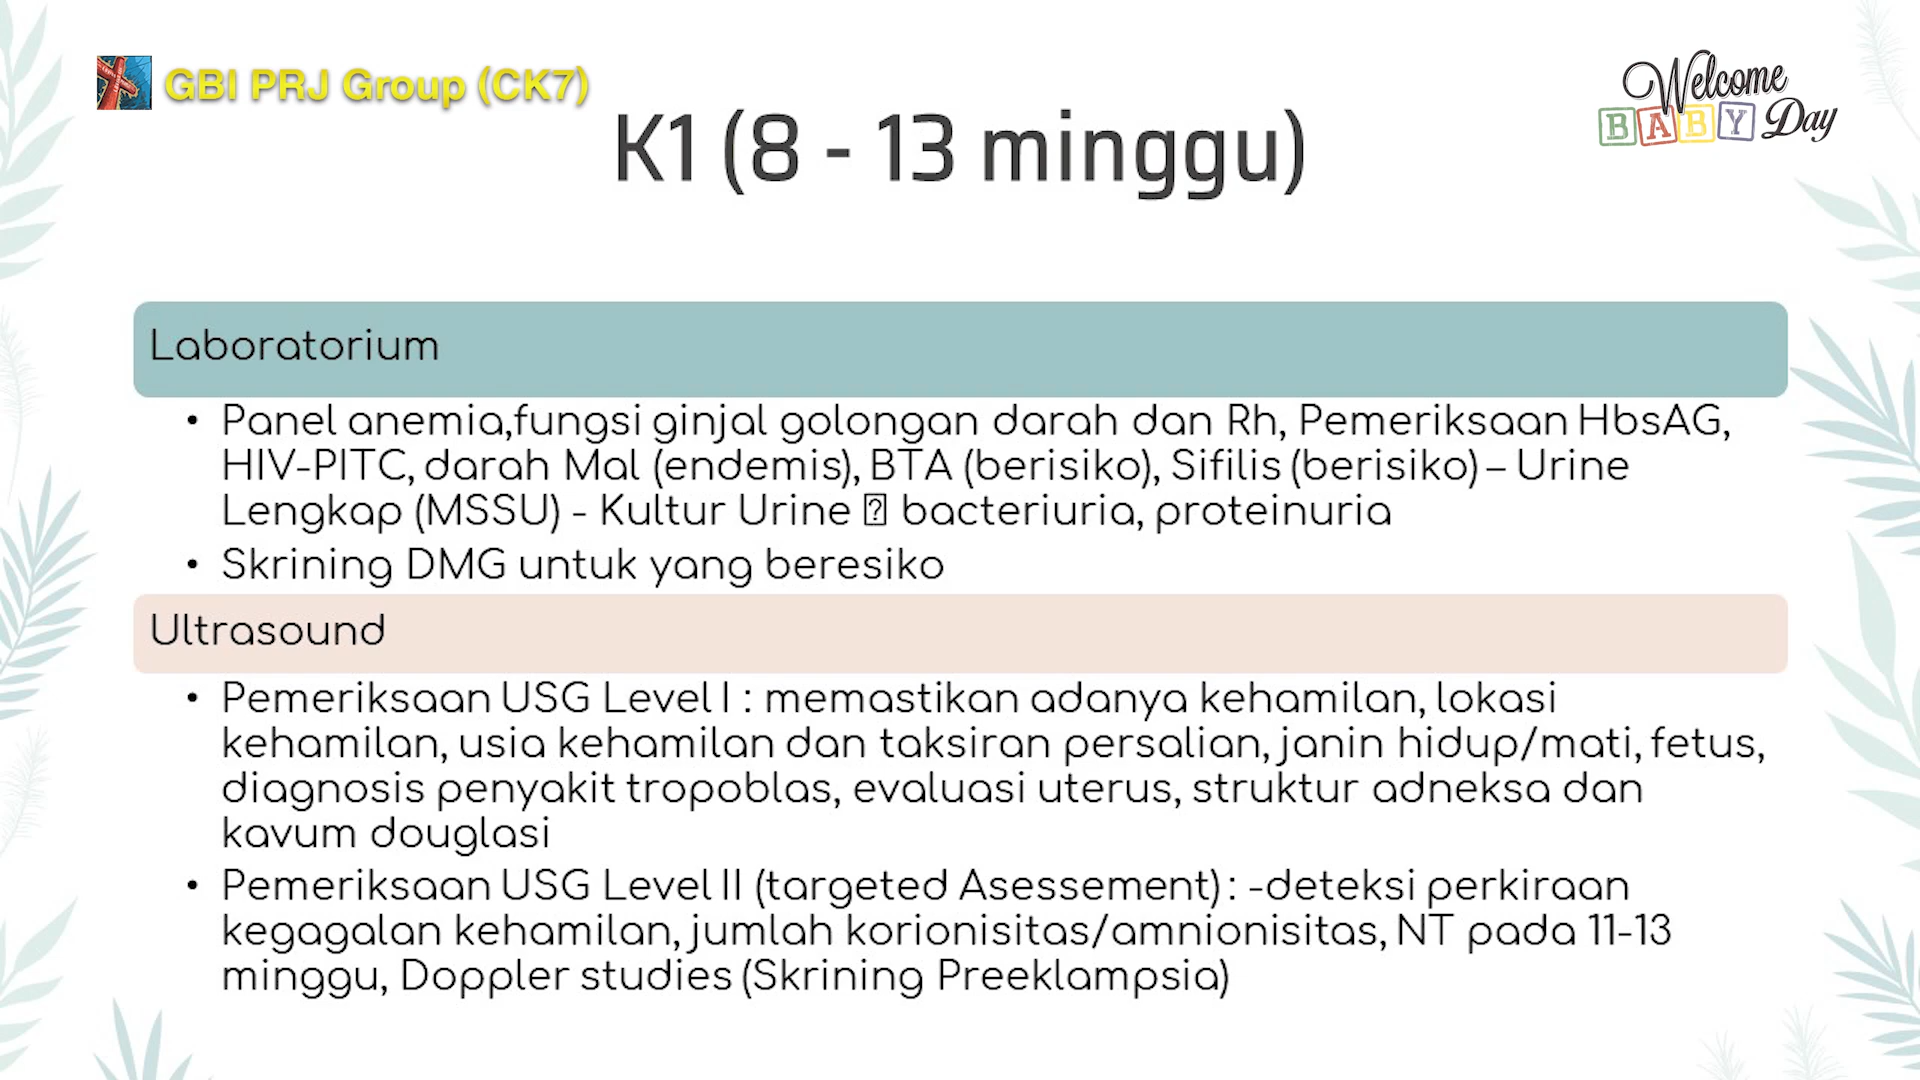 GBI PRJ Group (CK7)
Welcome
BABY Day
K1 (8 - 13 minggu)
Laboratorium
• Panel anemia,fungsi ginjal golongan darah dan Rh, Pemeriksaan HbsAG,
HIV-PITC, darah Mal (endemis), BTA (berisiko), Sifilis (berisiko) – Urine
Lengkap (MSSU) - Kultur Urine ⍰ bacteriuria, proteinuria
• Skrining DMG untuk yang beresiko
Ultrasound
• Pemeriksaan USG Level I : memastikan adanya kehamilan, lokasi
kehamilan, usia kehamilan dan taksiran persalian, janin hidup/mati, fetus,
diagnosis penyakit tropoblas, evaluasi uterus, struktur adneksa dan
kavum douglasi
• Pemeriksaan USG Level II (targeted Asessement) : -deteksi perkiraan
kegagalan kehamilan, jumlah korionisitas/amnionisitas, NT pada 11-13
minggu, Doppler studies (Skrining Preeklampsia)